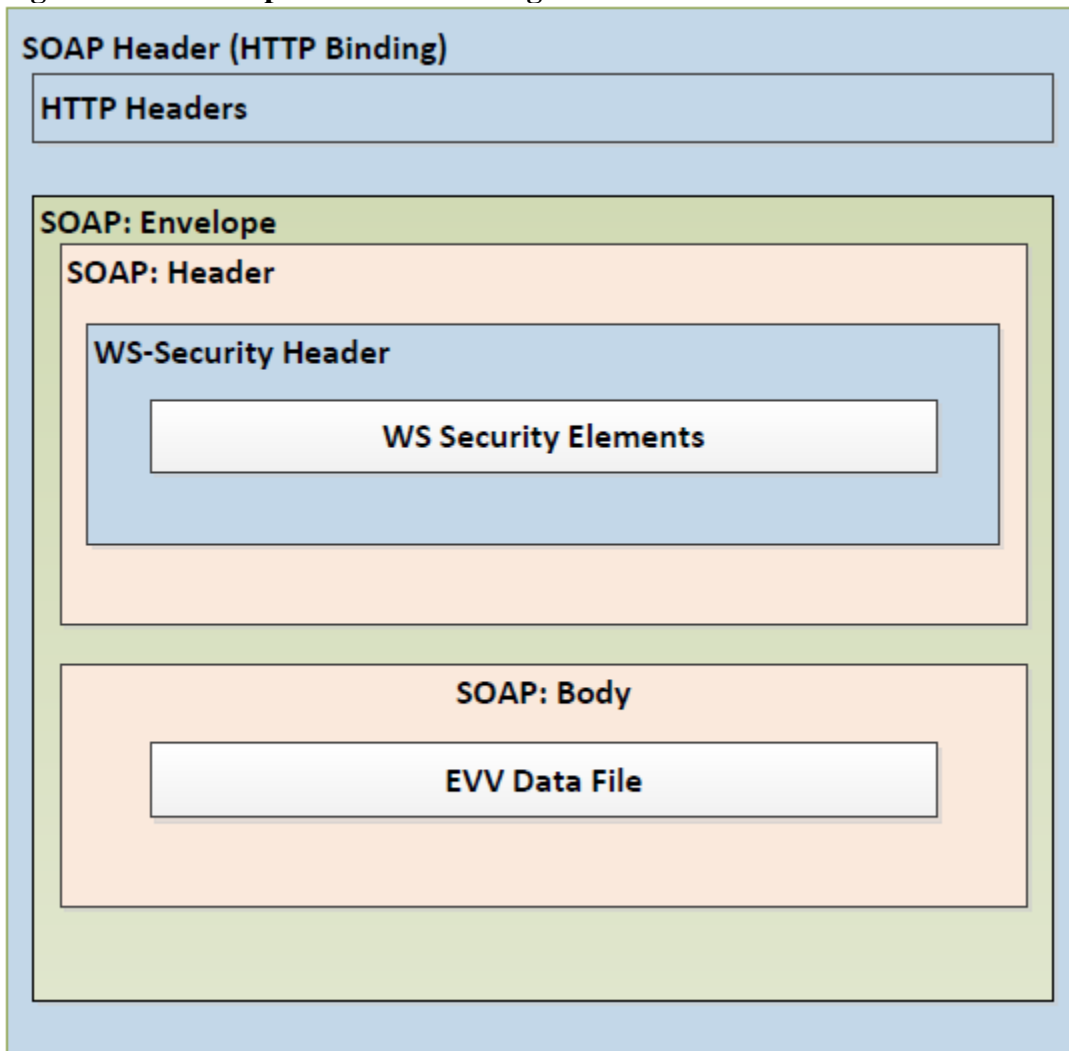 SOAP Header (HTTP Binding)
HTTP Headers
SOAP: Envelope
SOAP: Header
WS-Security Header
WS Security Elements
SOAP: Body
EVV Data File